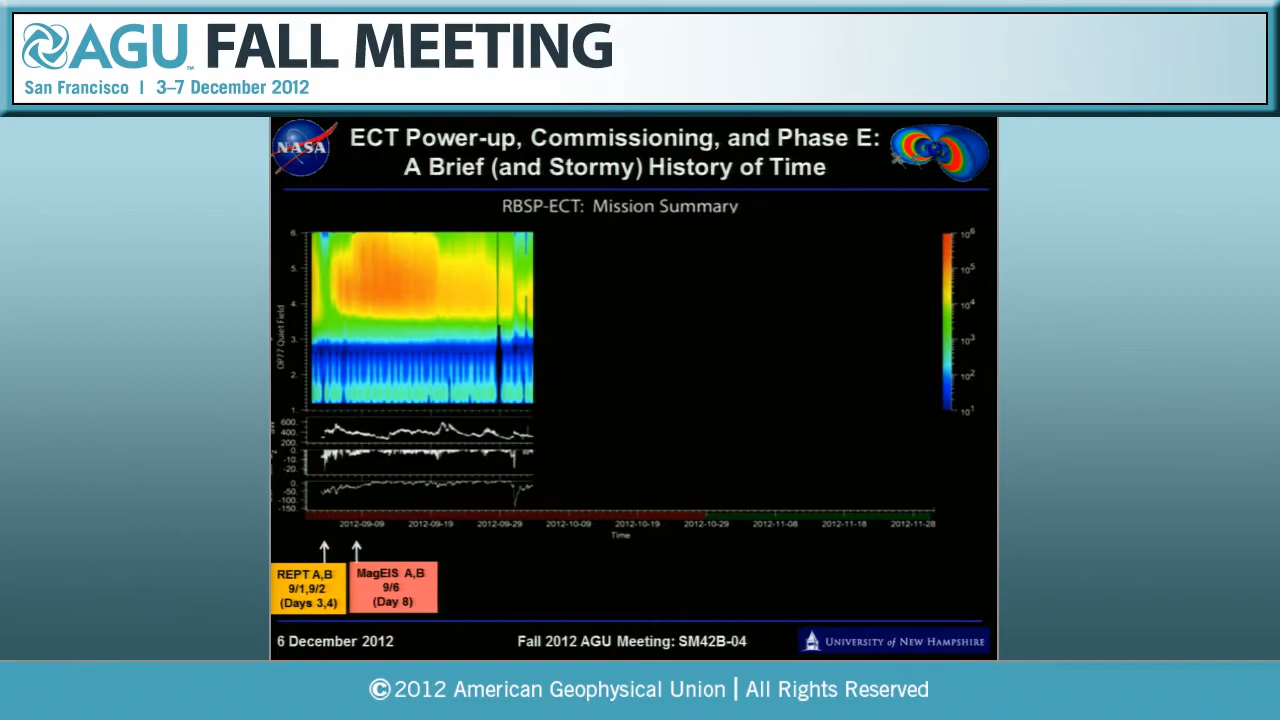 AGU™ FALL MEETING
San Francisco | 3–7 December 2012
NASA
ECT Power-up, Commissioning, and Phase E:
A Brief (and Stormy) History of Time
RBSP-ECT: Mission Summary
OP77 Quiet Field
6.
5.
4.
3.
2.
1.
10⁶
10⁵
10⁴
10³
10²
10¹
600.
400.
200.
0.
-10.
-20.
0.
-50.
-100.
-150.
2012-09-09 2012-09-19 2012-09-29 2012-10-09 2012-10-19 2012-10-29 2012-11-08 2012-11-18 2012-11-28
Time
REPT A,B
9/1,9/2
(Days 3,4)
MagEIS A,B
9/6
(Day 8)
6 December 2012
Fall 2012 AGU Meeting: SM42B-04
UNIVERSITY of NEW HAMPSHIRE
©2012 American Geophysical Union | All Rights Reserved